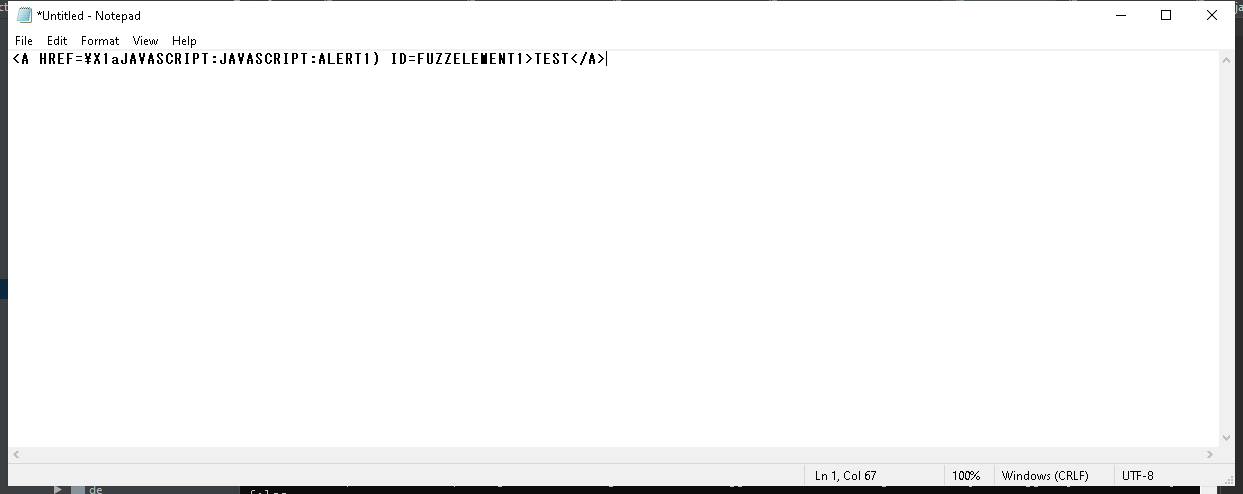 *Untitled - Notepad
File Edit Format View Help
<A HREF=¥X1aJAVASCRIPT:JAVASCRIPT:ALERT1) ID=FUZZELEMENT1>TEST</A>
Ln 1, Col 67 100% Windows (CRLF) UTF-8
de